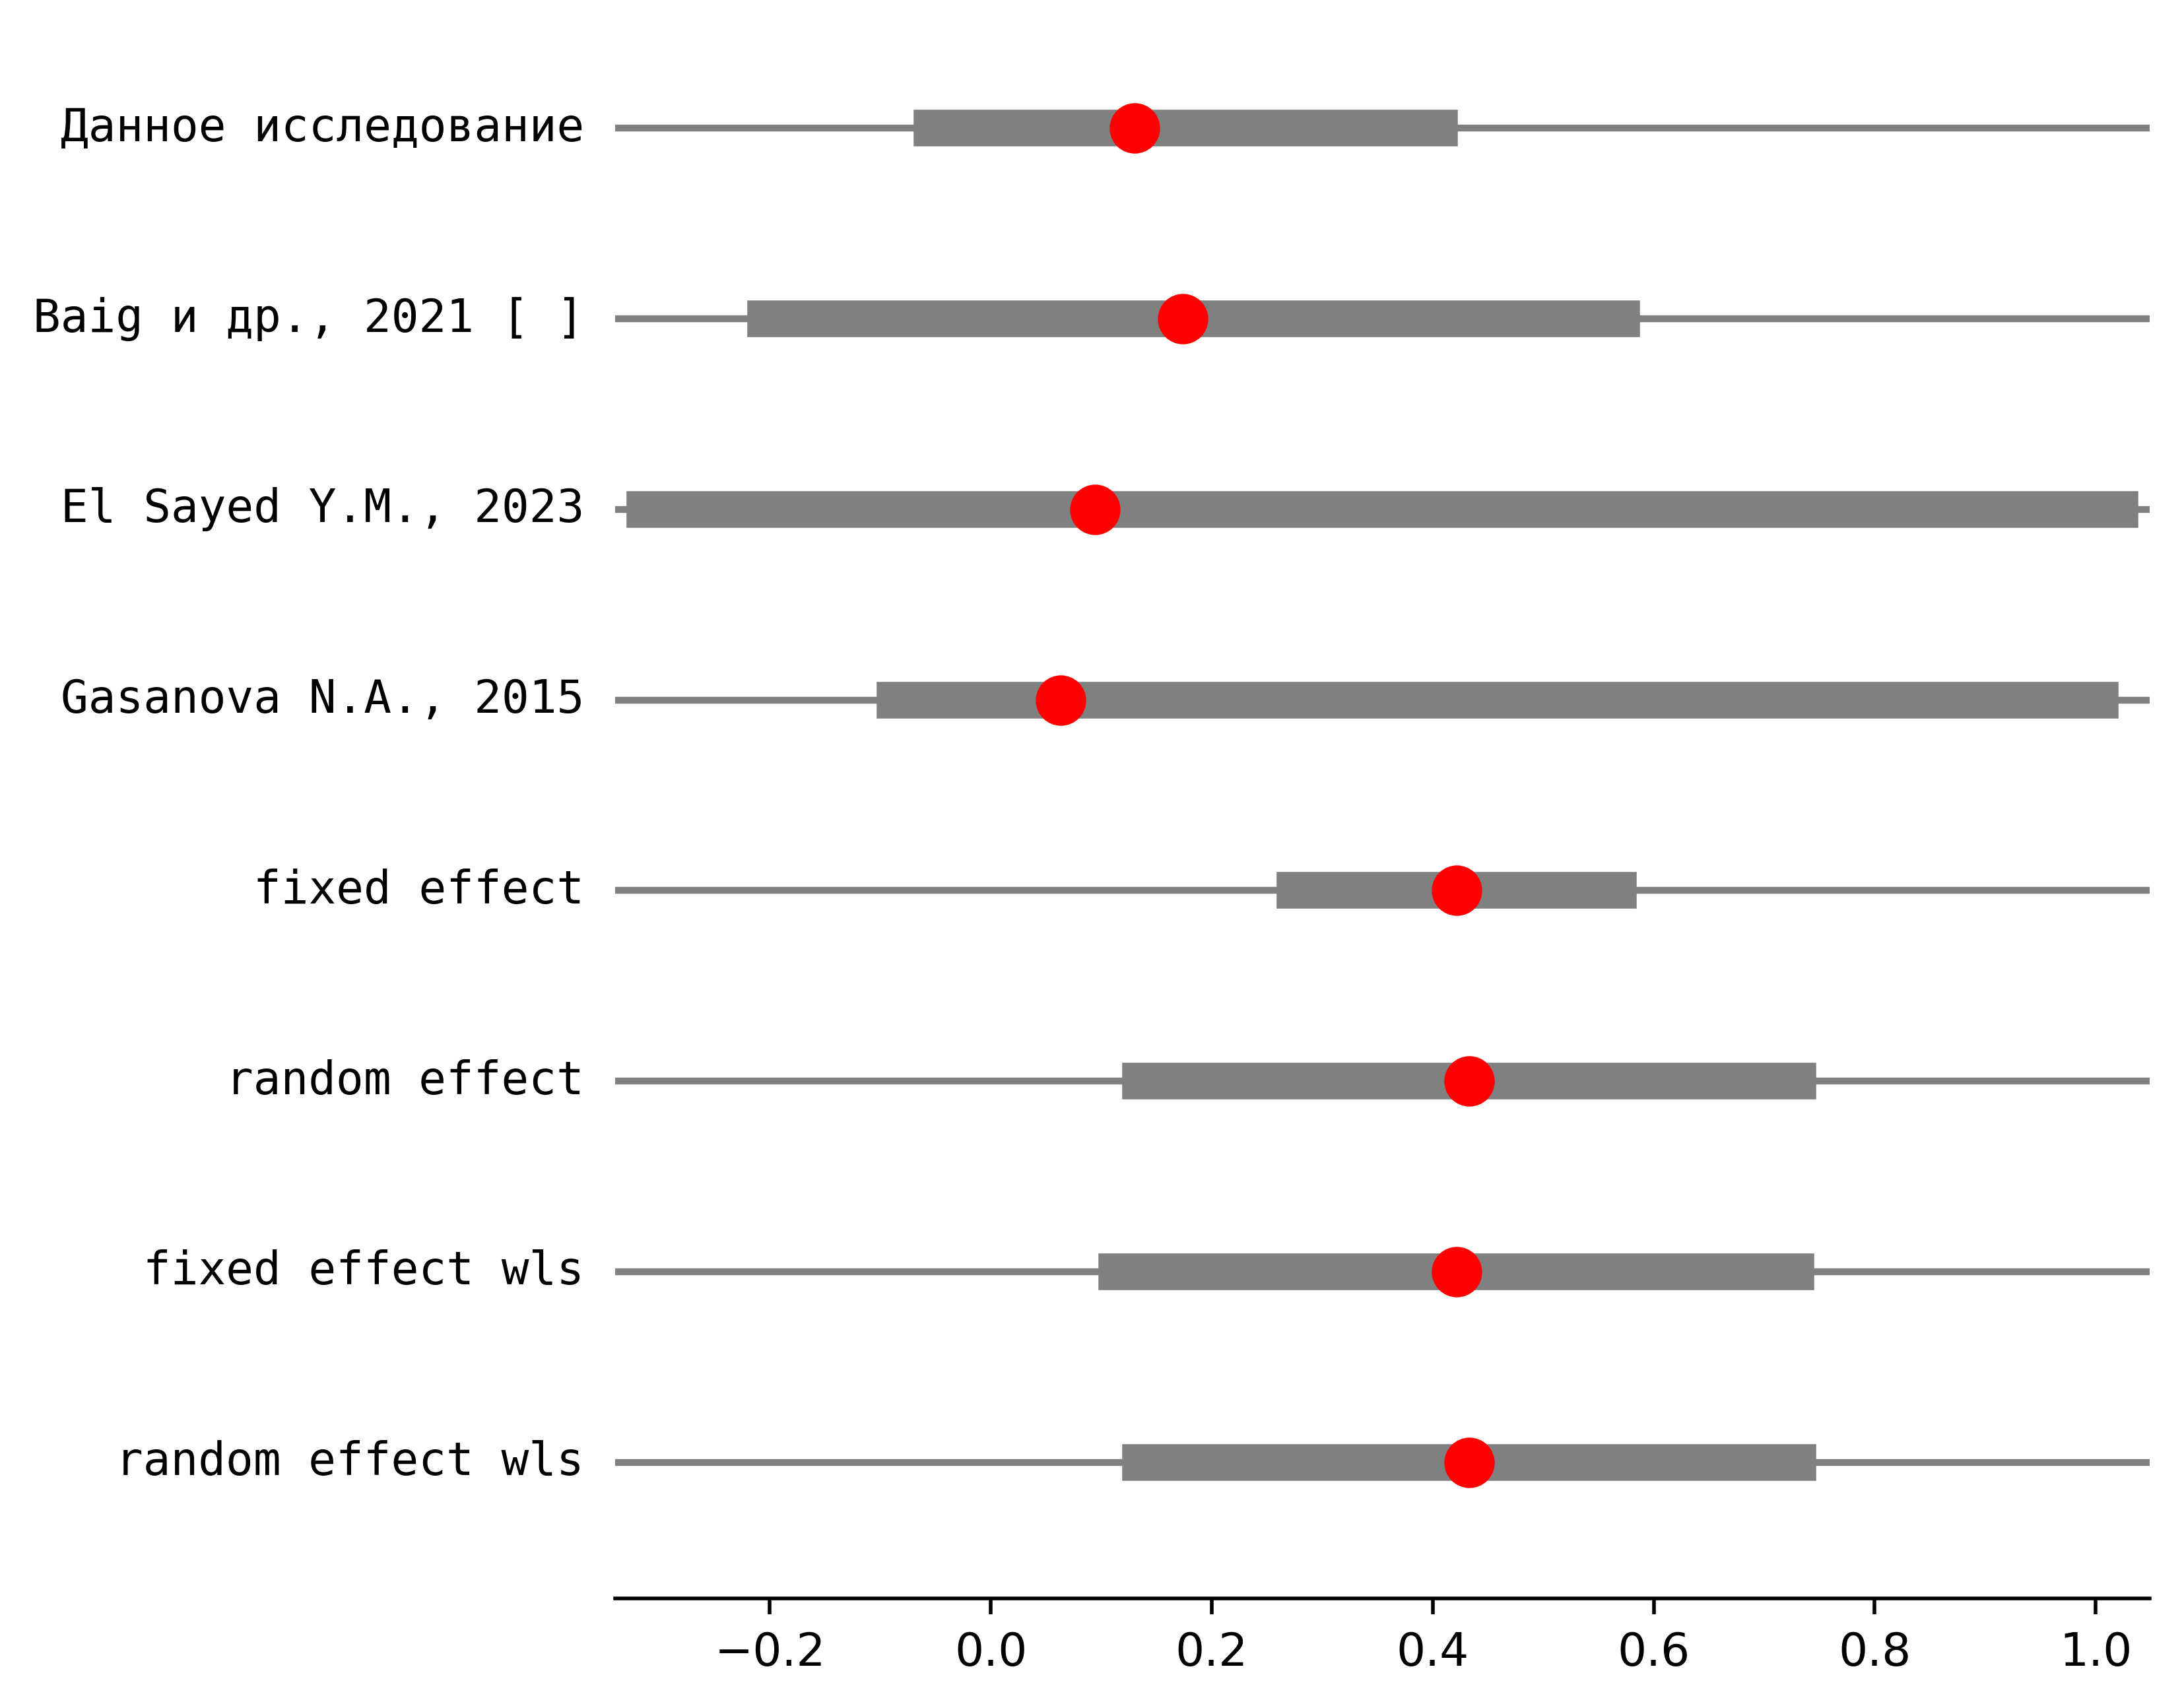 Данное исследование
Baig и др., 2021 [ ]
El Sayed Y.M., 2023
Gasanova N.A., 2015
fixed effect
random effect
fixed effect wls
random effect wls
−0.2 0.0 0.2 0.4 0.6 0.8 1.0